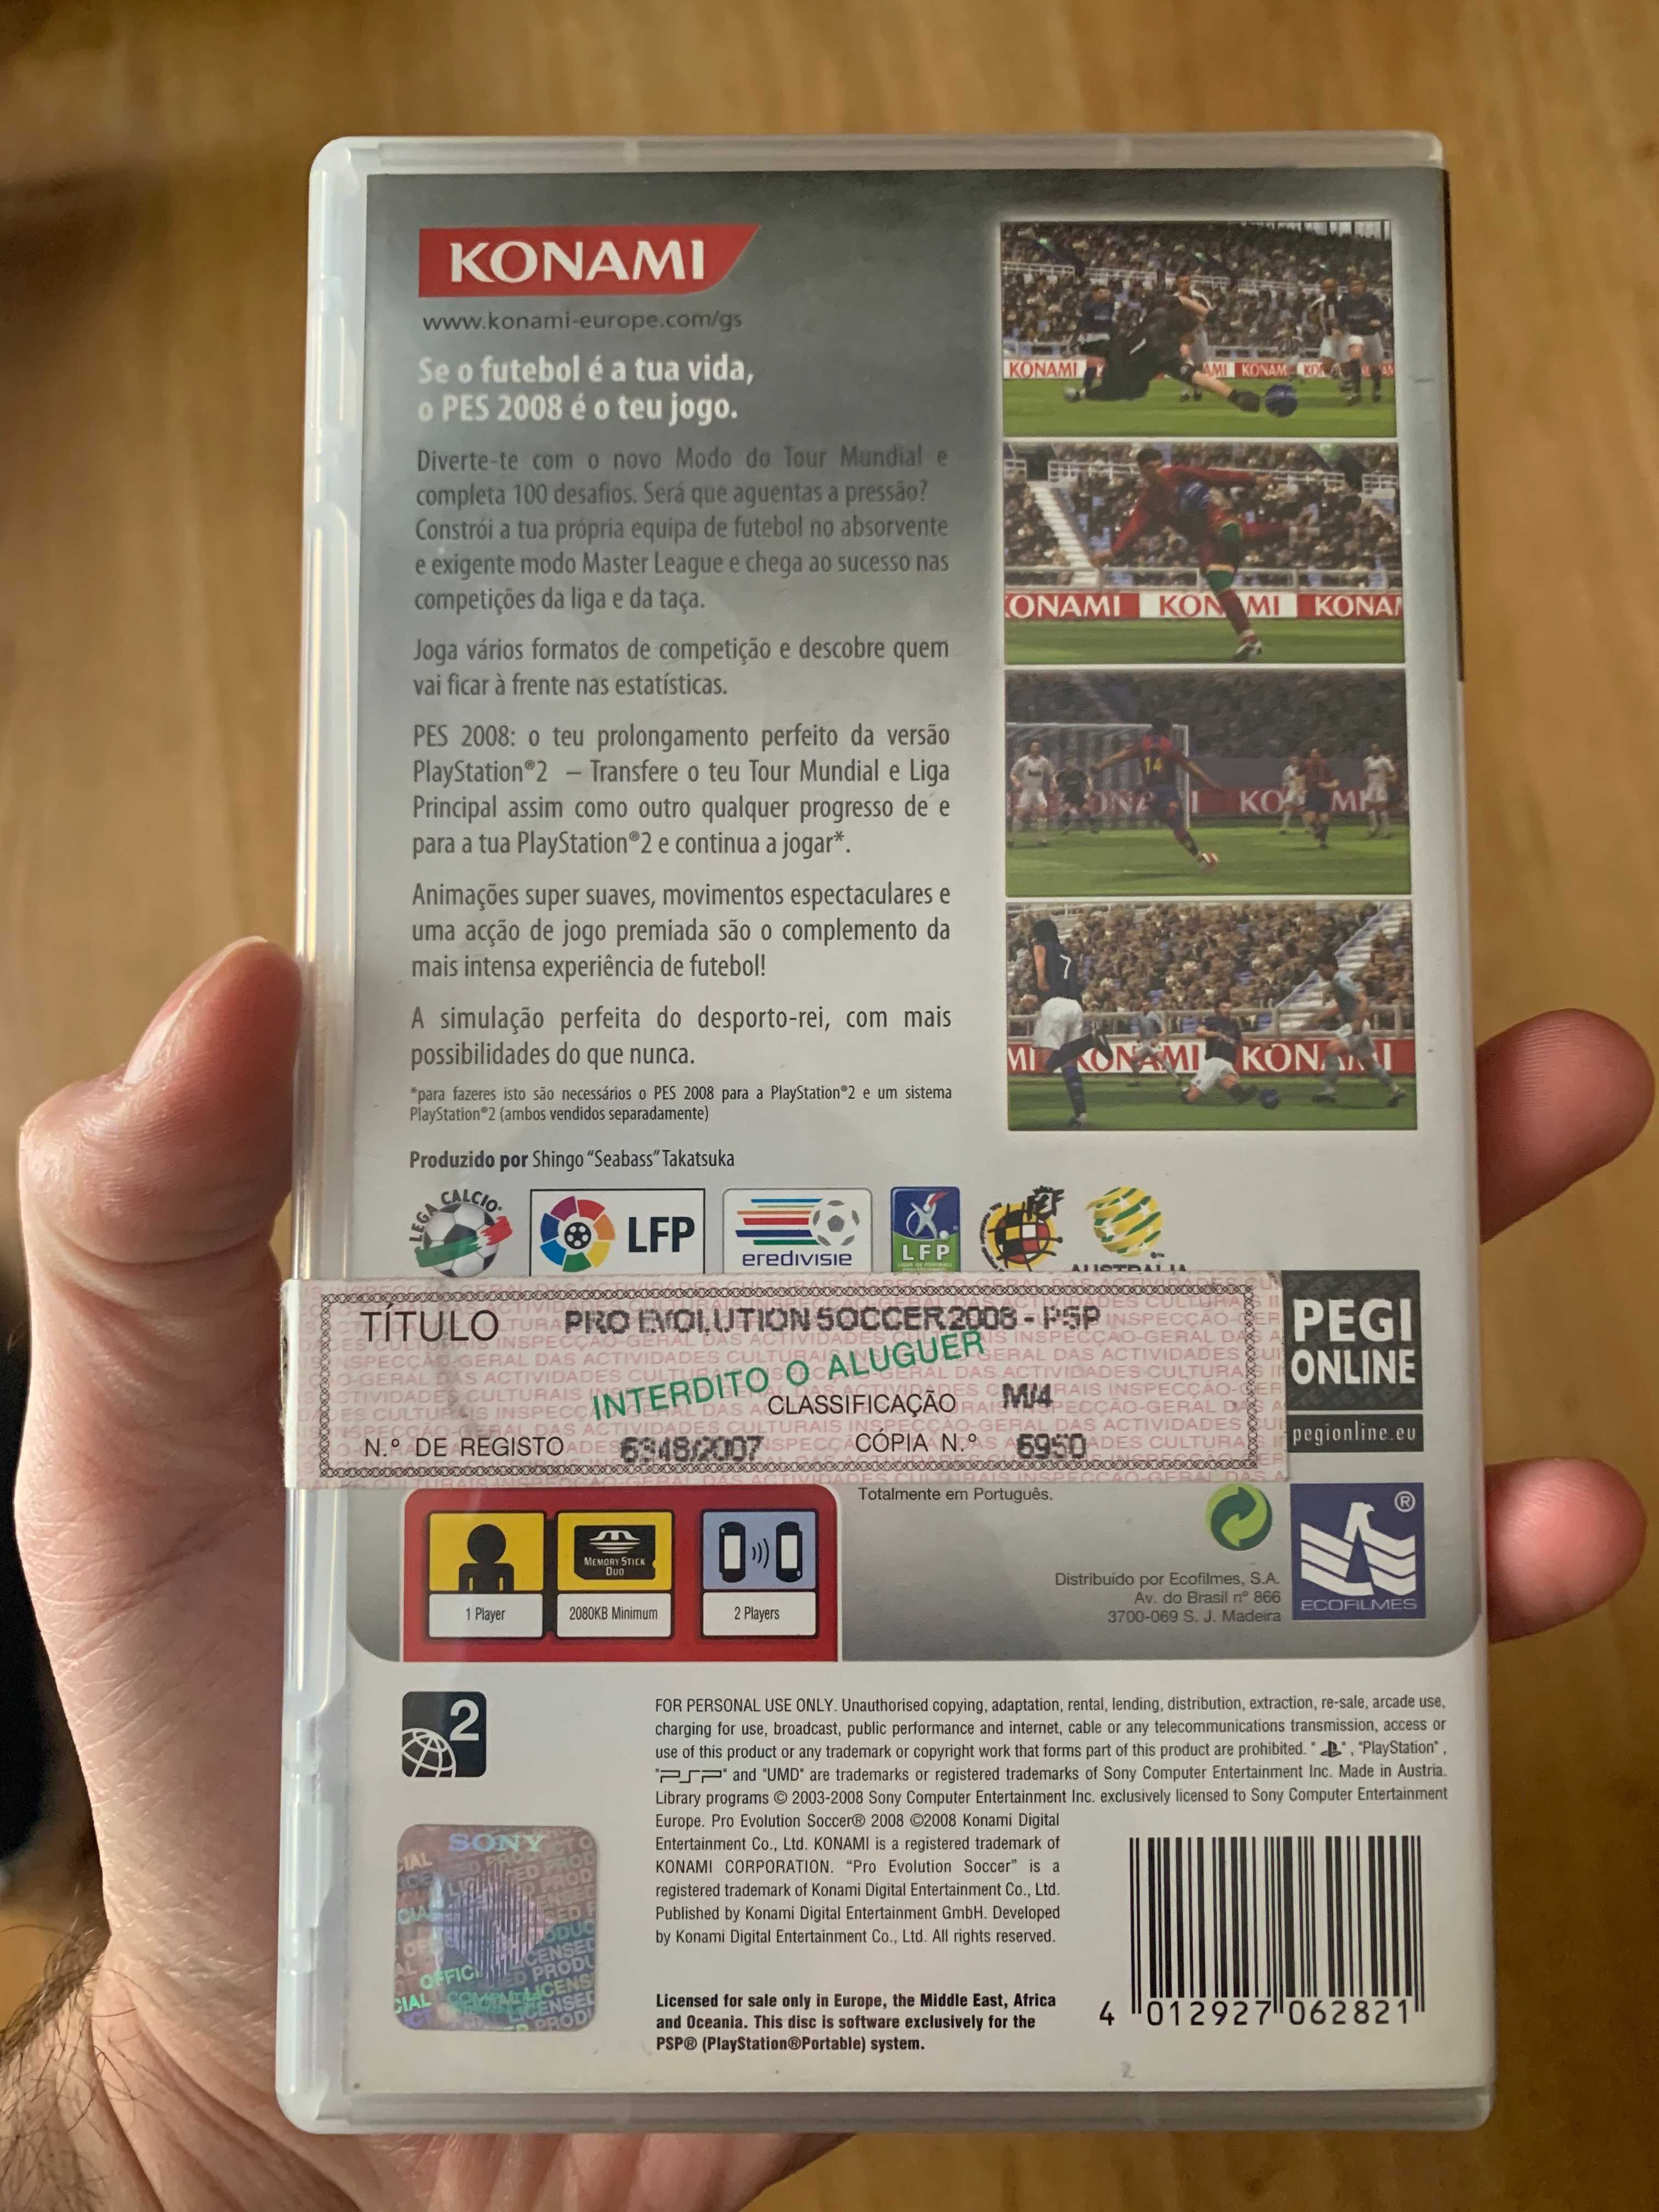 KONAMI
www.konami-europe.com/gs
Se o futebol é a tua vida,
o PES 2008 é o teu jogo.
Diverte-te com o novo Modo do Tour Mundial e
completa 100 desafios. Será que aguentas a pressão?
Constrói a tua própria equipa de futebol no absorvente
e exigente modo Master League e chega ao sucesso nas
competições da liga e da taça.
Joga vários formatos de competição e descobre quem
vai ficar à frente nas estatísticas.
PES 2008: o teu prolongamento perfeito da versão
PlayStation®2 – Transfere o teu Tour Mundial e Liga
Principal assim como outro qualquer progresso de e
para a tua PlayStation®2 e continua a jogar*.
Animações super suaves, movimentos espectaculares e
uma acção de jogo premiada são o complemento da
mais intensa experiência de futebol!
A simulação perfeita do desporto-rei, com mais
possibilidades do que nunca.
*para fazeres isto são necessários o PES 2008 para a PlayStation®2 e um sistema
PlayStation®2 (ambos vendidos separadamente)
Produzido por Shingo "Seabass" Takatsuka
KONAMI KONAMI
KONAMI
14
7
KONAMI
LEGA CALCIO
LFP
eredivisie
LFP
AUSTRALIA
TÍTULO PRO EVOLUTION SOCCER 2008 - PSP
INTERDITO O ALUGUER
CLASSIFICAÇÃO M/4
N.º DE REGISTO 6348/2007 CÓPIA N.º 6950
INSPECÇÃO-GERAL DAS ACTIVIDADES CULTURAIS
PEGI
ONLINE
pegionline.eu
Totalmente em Português.
MEMORY STICK
DUO
1 Player
2080KB Minimum
2 Players
Distribuído por Ecofilmes, S.A.
Av. do Brasil nº 866
3700-069 S. J. Madeira
®
ECOFILMES
2
FOR PERSONAL USE ONLY. Unauthorised copying, adaptation, rental, lending, distribution, extraction, re-sale, arcade use,
charging for use, broadcast, public performance and internet, cable or any telecommunications transmission, access or
use of this product or any trademark or copyright work that forms part of this product are prohibited. " ", "PlayStation",
"PSP" and "UMD" are trademarks or registered trademarks of Sony Computer Entertainment Inc. Made in Austria.
Library programs © 2003-2008 Sony Computer Entertainment Inc. exclusively licensed to Sony Computer Entertainment
Europe. Pro Evolution Soccer® 2008 ©2008 Konami Digital
Entertainment Co., Ltd. KONAMI is a registered trademark of
KONAMI CORPORATION. "Pro Evolution Soccer" is a
registered trademark of Konami Digital Entertainment Co., Ltd.
Published by Konami Digital Entertainment GmbH. Developed
by Konami Digital Entertainment Co., Ltd. All rights reserved.
SONY
Licensed for sale only in Europe, the Middle East, Africa
and Oceania. This disc is software exclusively for the
PSP® (PlayStation®Portable) system.
4 012927 062821